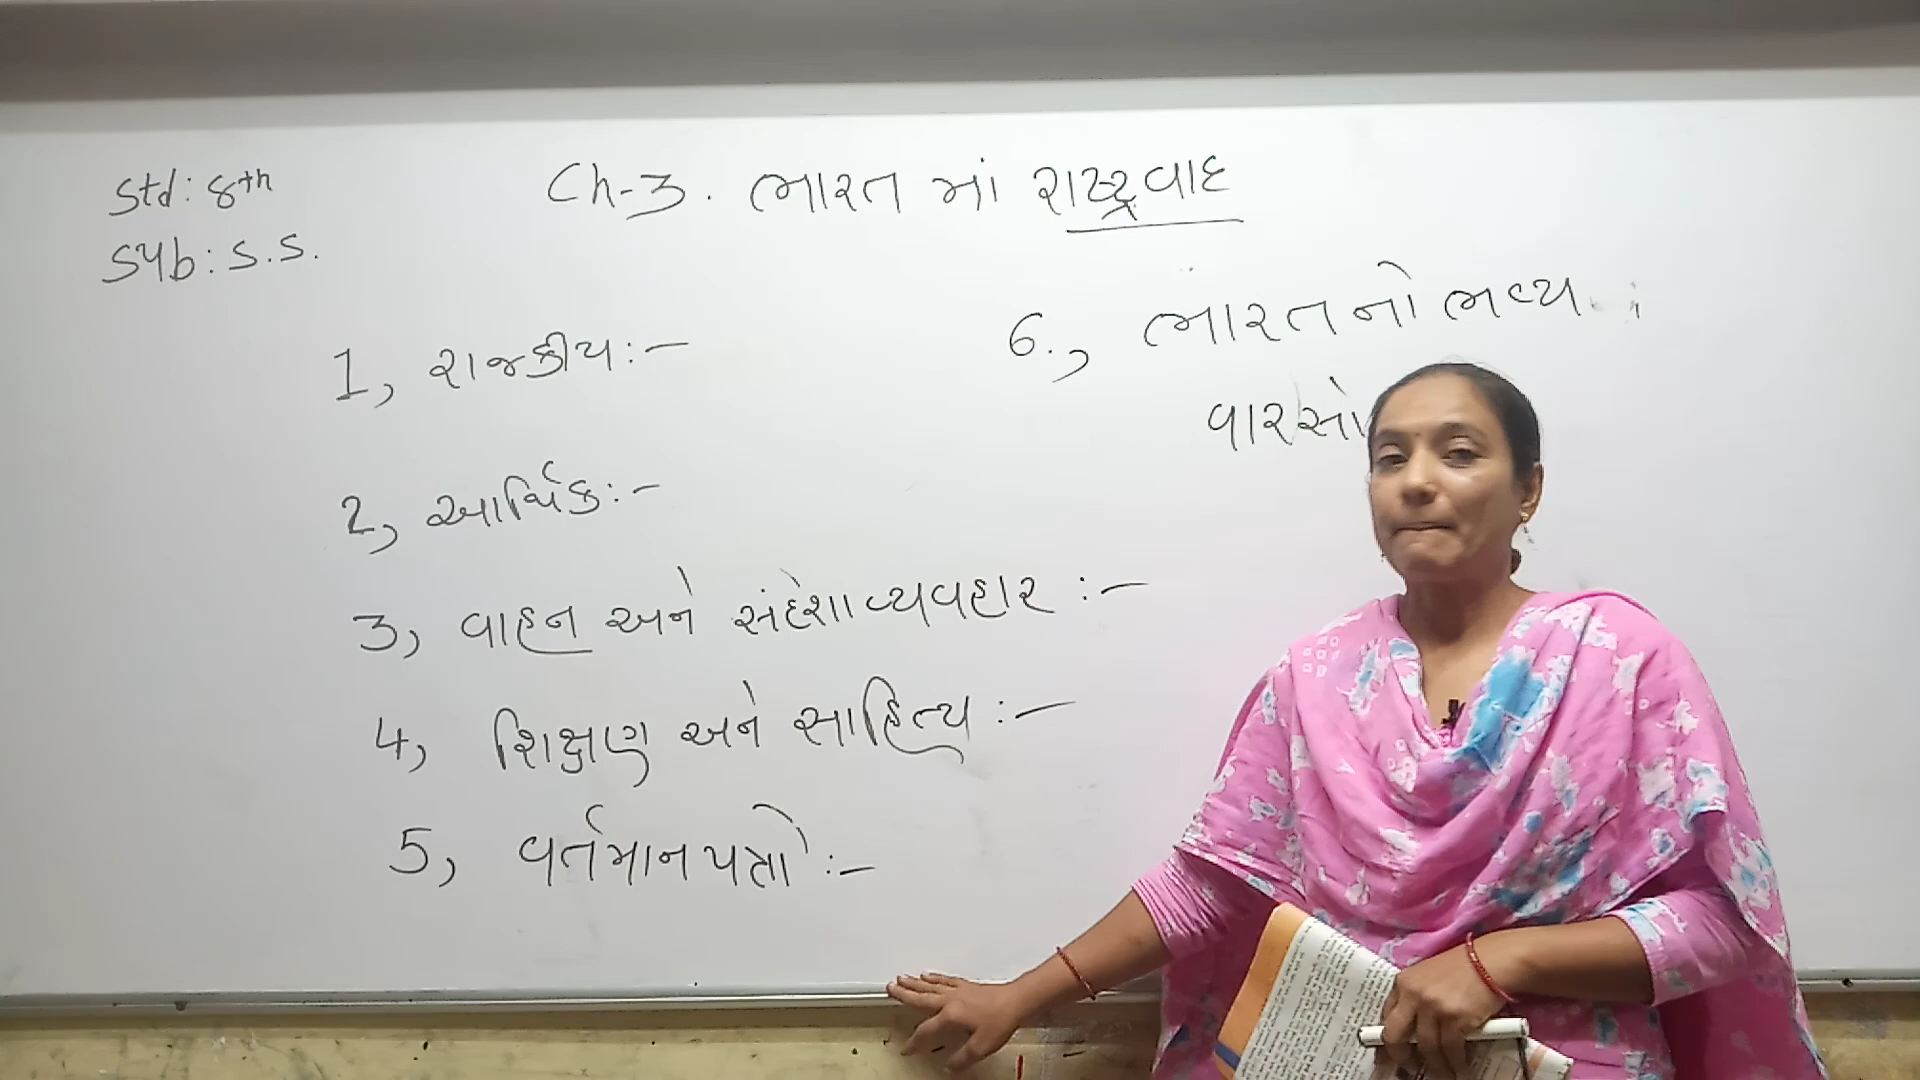 Std: 8th
Sub: S.S.
Ch-3. ભારત માં રાષ્ટ્રવાદ
1, રાજકીય :-
2, આર્થિક :-
3, વાહન અને સંદેશાવ્યવહાર :-
4, શિક્ષણ અને સાહિત્ય :-
5, વર્તમાનપત્રો :-
6., ભારતનો ભવ્ય
વારસો